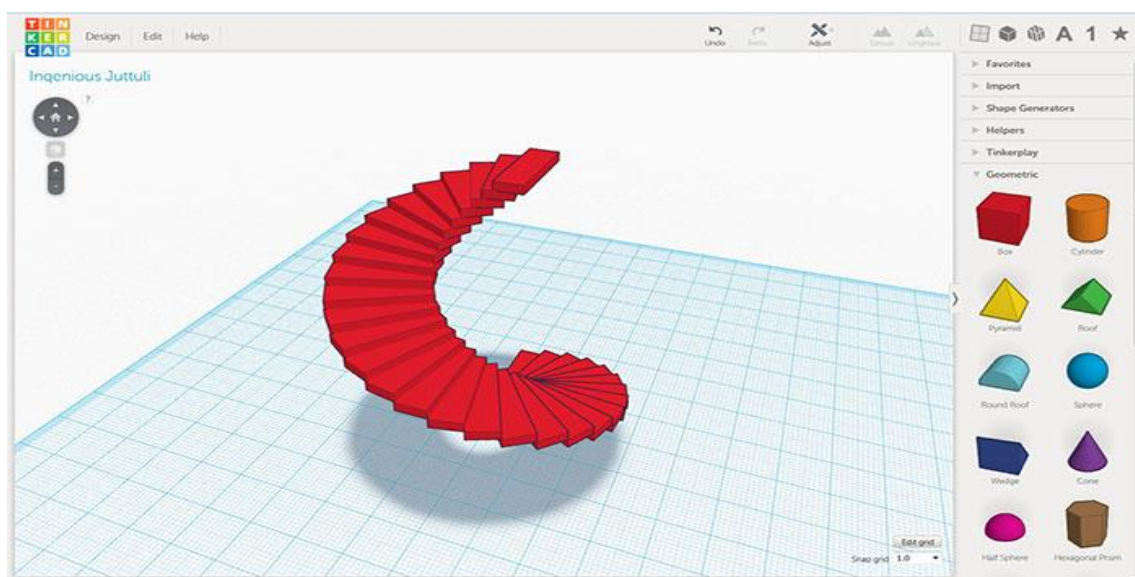 TIN
KER
CAD
Design Edit Help
Undo Redo Adjust Group Ungroup
A 1
Inqenious Juttuli
?
Favorites
Import
Shape Generators
Helpers
Tinkerplay
Geometric
Box Cylinder
Pyramid Roof
Round Roof Sphere
Wedge Cone
Half Sphere Hexagonal Prism
Edit grid
Snap grid 1.0